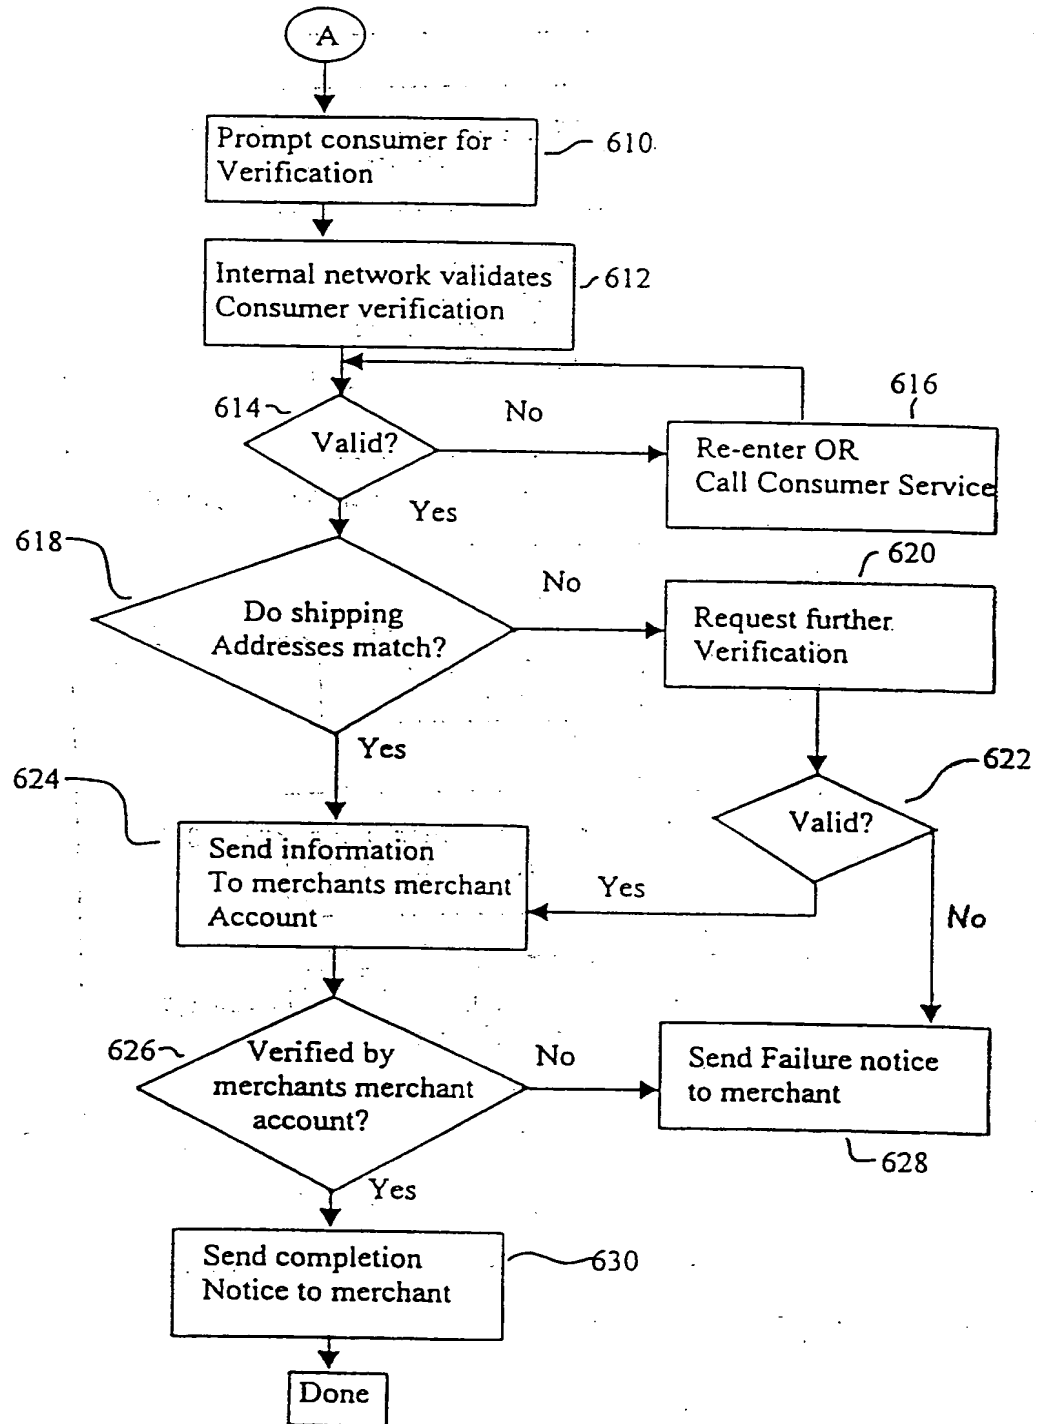 A
Prompt consumer for
Verification
610
Internal network validates
Consumer verification
612
614
Valid?
No
616
Re-enter OR
Call Consumer Service
Yes
618
Do shipping
Addresses match?
No
620
Request further
Verification
Yes
622
Valid?
624
Send information
To merchants merchant
Account
Yes
No
626
Verified by
merchants merchant
account?
No
Send Failure notice
to merchant
628
Yes
Send completion
Notice to merchant
630
Done